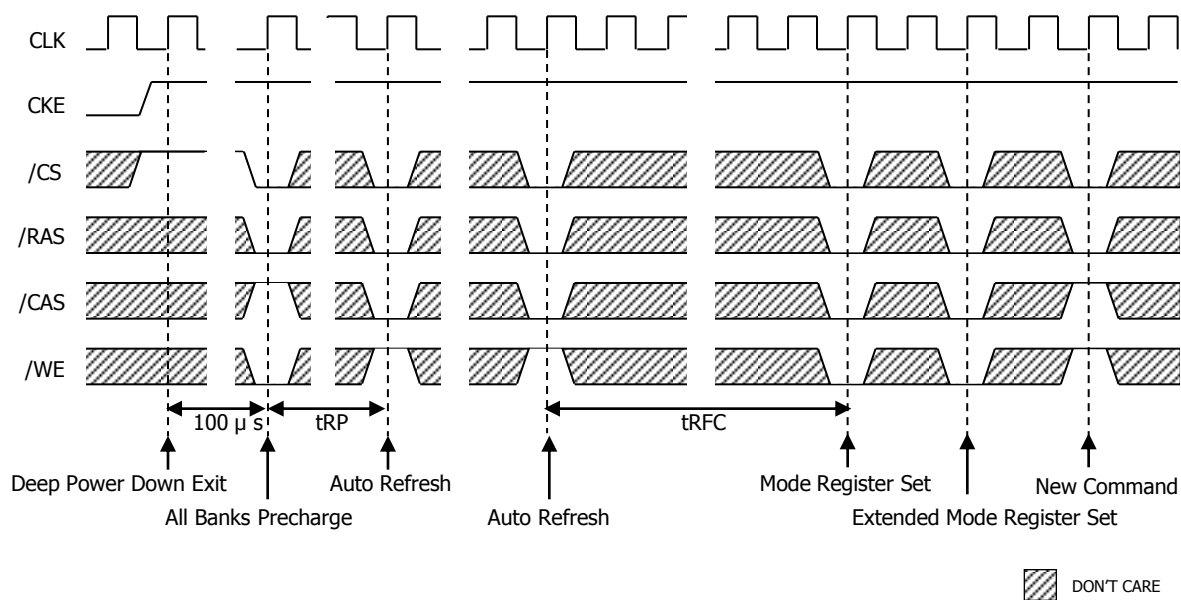 CLK
CKE
/CS
/RAS
/CAS
/WE
100 μ s
tRP
tRFC
Deep Power Down Exit
Auto Refresh
Mode Register Set
New Command
All Banks Precharge
Auto Refresh
Extended Mode Register Set
DON'T CARE